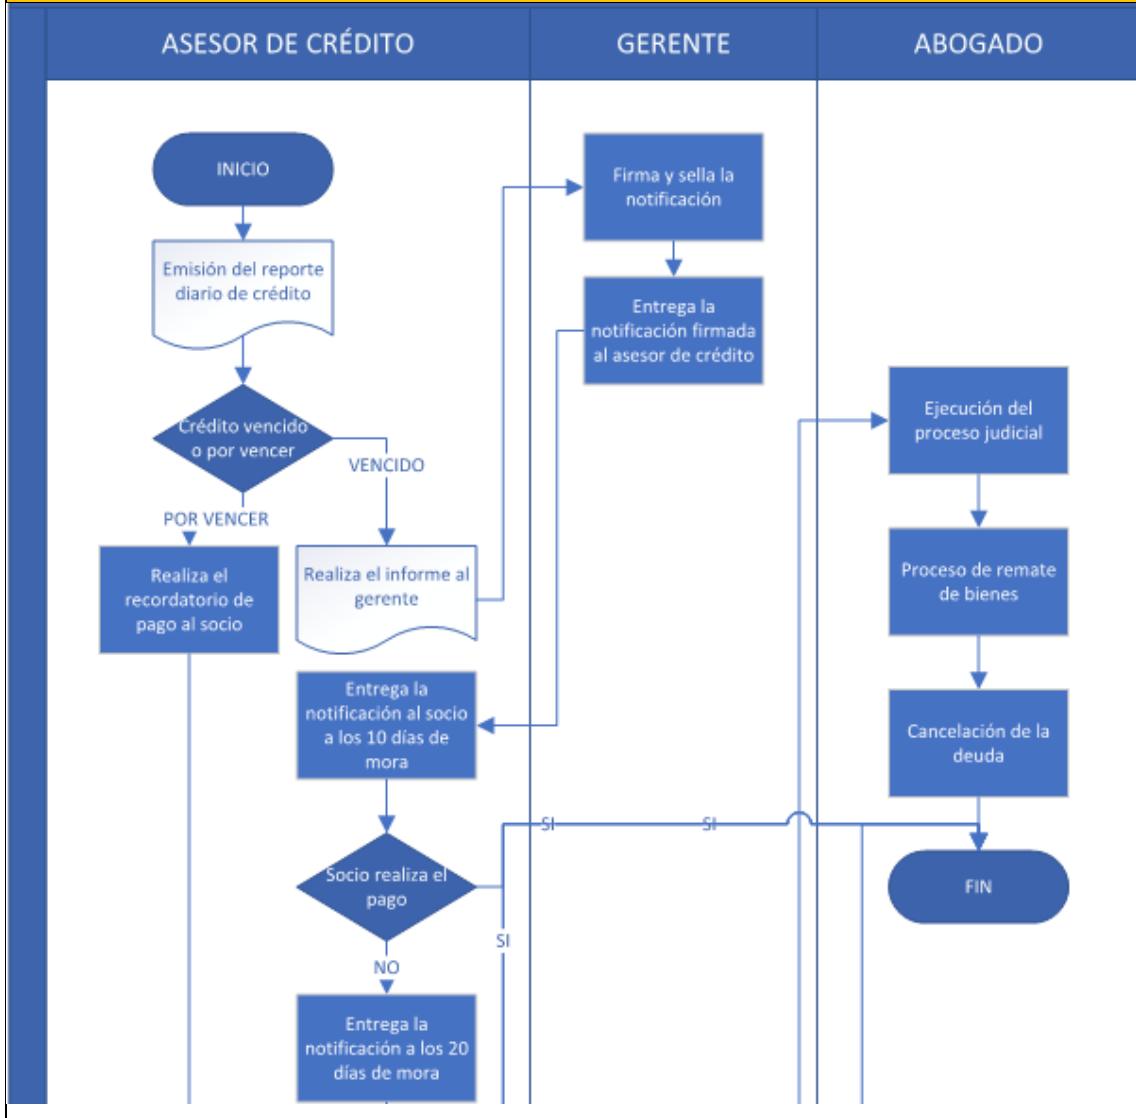 ASESOR DE CRÉDITO
GERENTE
ABOGADO
INICIO
Emisión del reporte
diario de crédito
Crédito vencido
o por vencer
VENCIDO
POR VENCER
Realiza el
recordatorio de
pago al socio
Realiza el informe al
gerente
Entrega la
notificación al socio
a los 10 días de
mora
Socio realiza el
pago
SI
NO
Entrega la
notificación a los 20
días de mora
Firma y sella la
notificación
Entrega la
notificación firmada
al asesor de crédito
SI
SI
Ejecución del
proceso judicial
Proceso de remate
de bienes
Cancelación de la
deuda
FIN